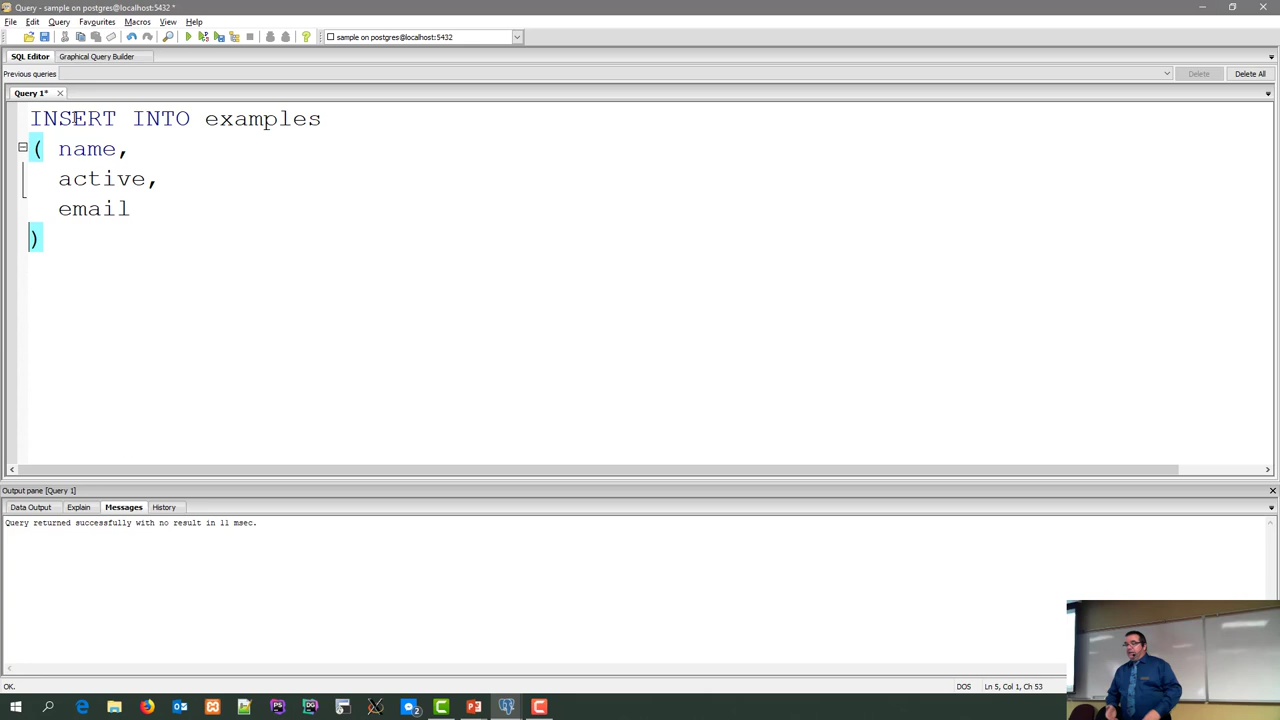 Query - sample on postgres@localhost:5432 *
File Edit Query Favourites Macros View Help
sample on postgres@localhost:5432
SQL Editor Graphical Query Builder
Previous queries Delete Delete All
Query 1*
INSERT INTO examples
( name,
active,
email
)
Output pane [Query 1]
Data Output Explain Messages History
Query returned successfully with no result in 11 msec.
OK. DOS Ln 5, Col 1, Ch 53